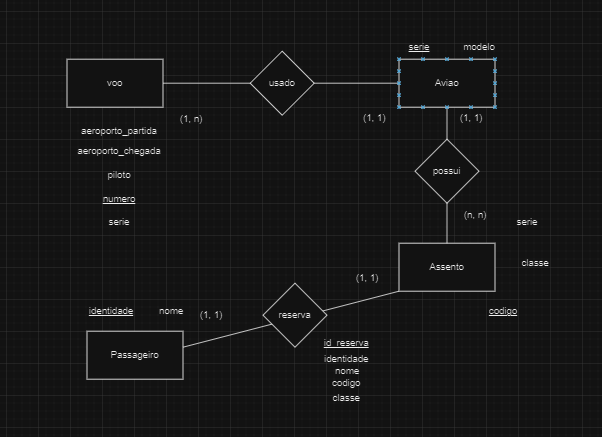 serie modelo
voo usado Aviao
(1, n) (1, 1) (1, 1)
aeroporto_partida
aeroporto_chegada
piloto possui
numero
(n, n)
serie serie
Assento classe
(1, 1)
identidade nome (1, 1) reserva codigo
id_reserva
Passageiro identidade
nome
codigo
classe